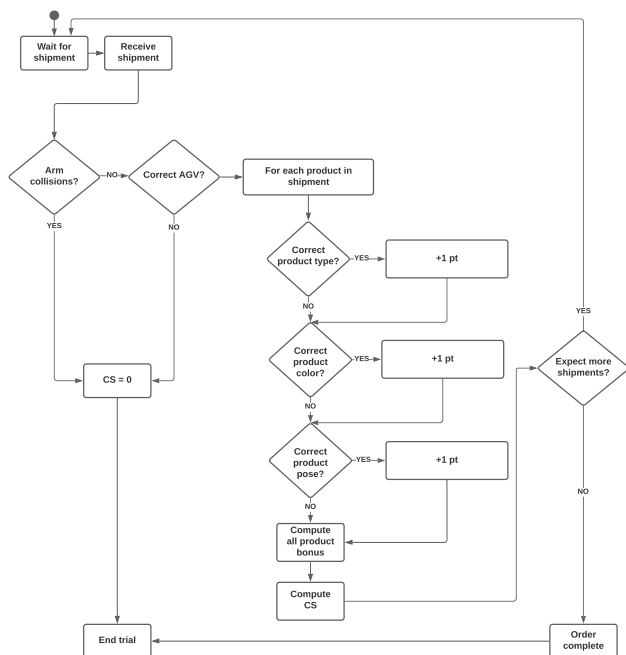 Wait for
shipment
Receive
shipment
Arm
collisions?
NO
Correct AGV?
For each product in
shipment
YES
NO
Correct
product type?
YES
+1 pt
NO
Correct
product
color?
YES
+1 pt
NO
Correct
product
pose?
YES
+1 pt
NO
Compute
all product
bonus
Compute
CS
CS = 0
YES
Expect more
shipments?
NO
End trial
Order
complete